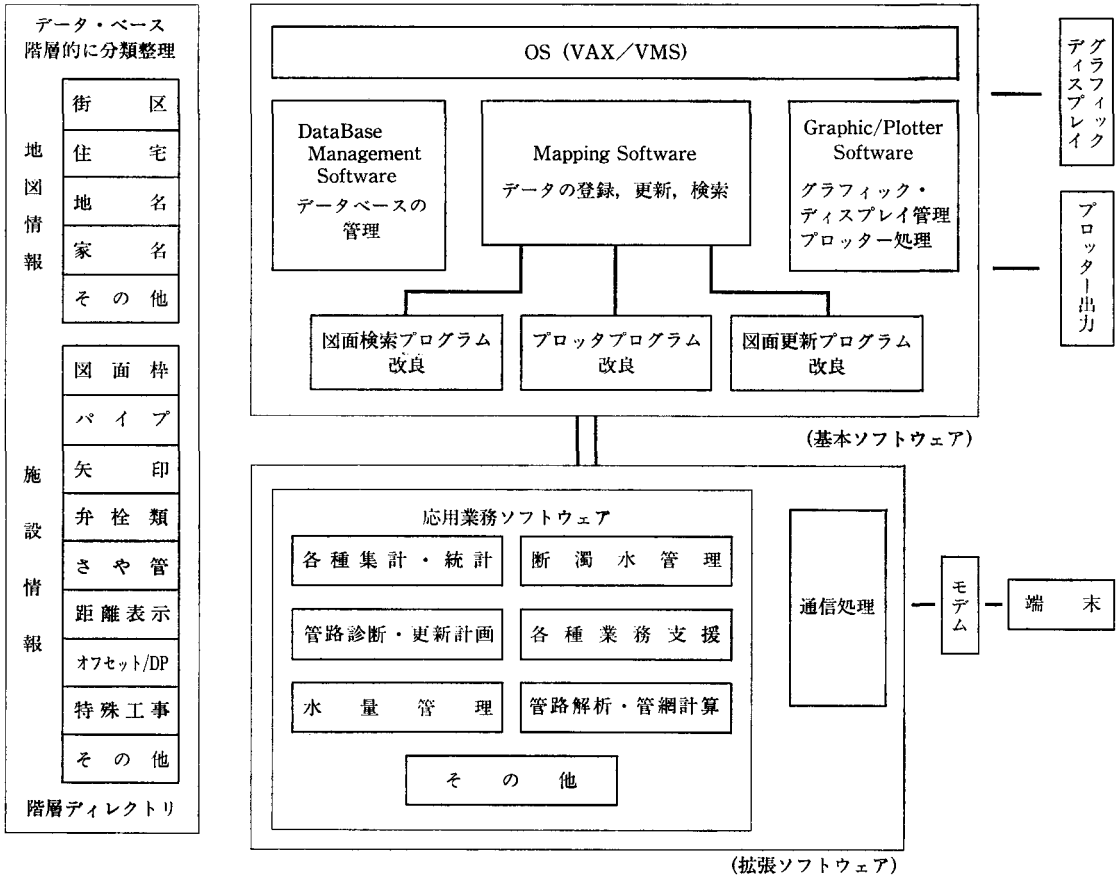 データ・ベース
階層的に分類整理
地図情報
街区
住宅
地名
家名
その他
施設情報
図面枠
パイプ
矢印
弁栓類
さや管
距離表示
オフセット/DP
特殊工事
その他
階層ディレクトリ
OS (VAX/VMS)
DataBase
Management
Software
データベースの
管理
Mapping Software
データの登録，更新，検索
Graphic/Plotter
Software
グラフィック・
ディスプレイ管理
プロッター処理
図面検索プログラム
改良
プロッタプログラム
改良
図面更新プログラム
改良
(基本ソフトウェア)
グラフィック
ディスプレイ
プロッター出力
応用業務ソフトウェア
各種集計・統計
断濁水管理
管路診断・更新計画
各種業務支援
水量管理
管路解析・管網計算
その他
通信処理
モデム
端末
(拡張ソフトウェア)